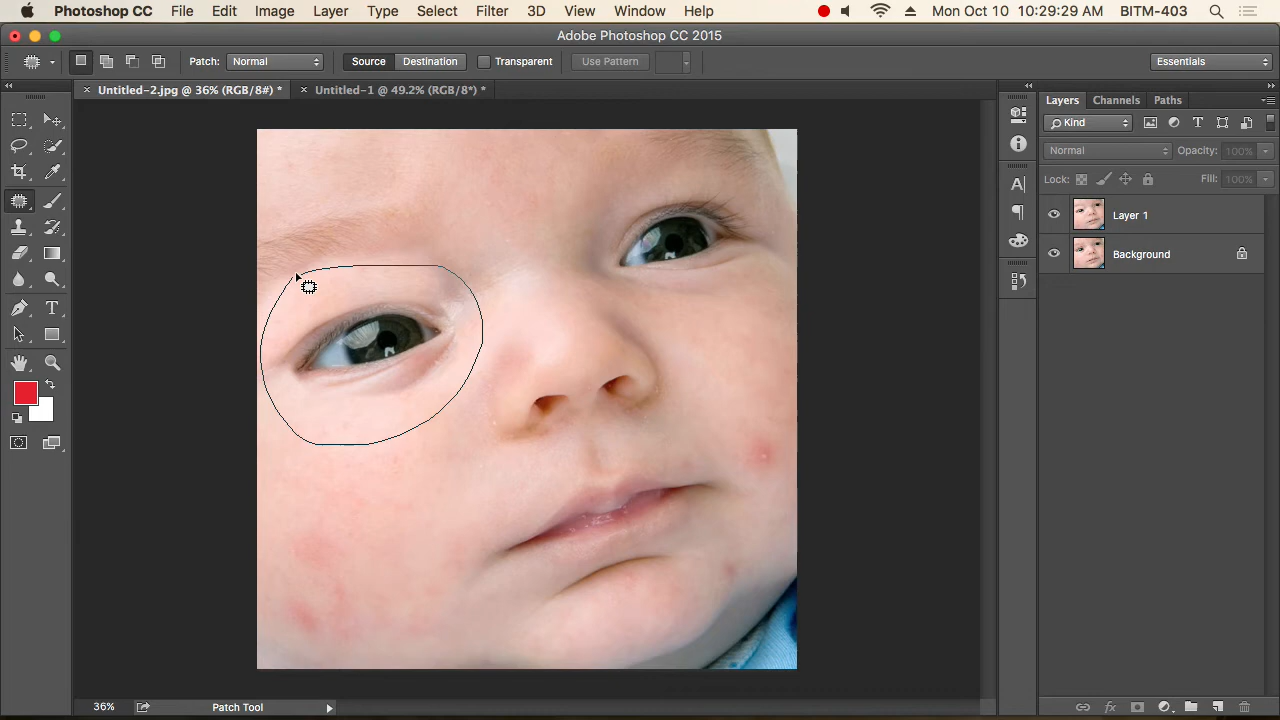 Photoshop CC File Edit Image Layer Type Select Filter 3D View Window Help Mon Oct 10 10:29:29 AM BITM-403
Adobe Photoshop CC 2015
Patch: Normal Source Destination Transparent Use Pattern Essentials
× Untitled-2.jpg @ 36% (RGB/8#) * × Untitled-1 @ 49.2% (RGB/8*) *
Layers Channels Paths
Kind
Normal Opacity: 100%
Lock: Fill: 100%
Layer 1
Background
36% Patch Tool